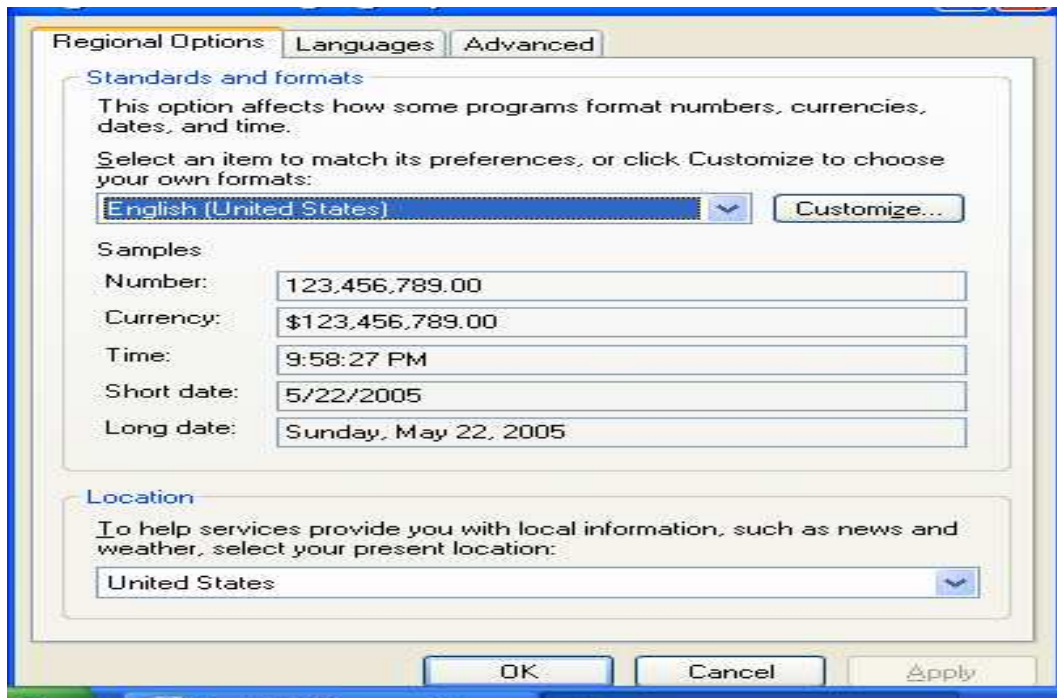 Regional Options
Languages
Advanced
Standards and formats
This option affects how some programs format numbers, currencies,
dates, and time.
Select an item to match its preferences, or click Customize to choose
your own formats:
English (United States)
Customize...
Samples
Number:
123,456,789.00
Currency:
$123,456,789.00
Time:
9:58:27 PM
Short date:
5/22/2005
Long date:
Sunday, May 22, 2005
Location
To help services provide you with local information, such as news and
weather, select your present location:
United States
OK
Cancel
Apply